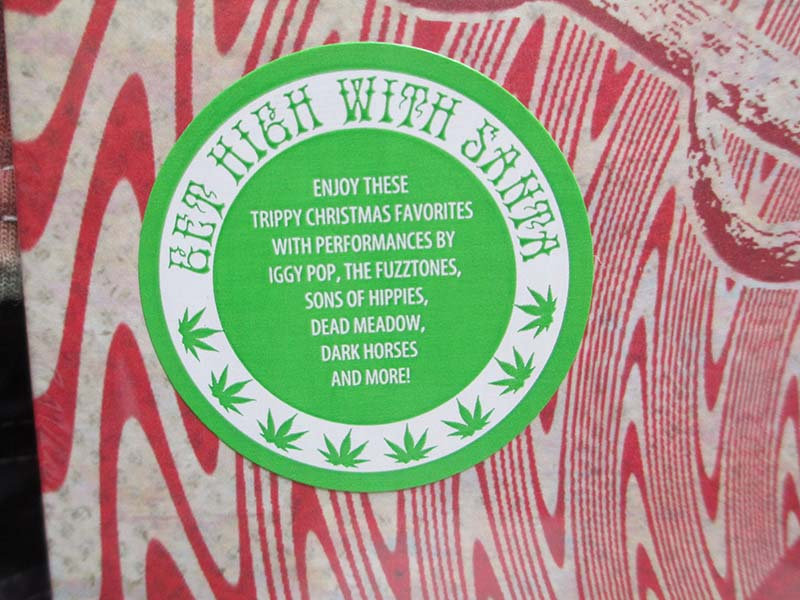 GET HIGH WITH SANTA
ENJOY THESE
TRIPPY CHRISTMAS FAVORITES
WITH PERFORMANCES BY
IGGY POP, THE FUZZTONES,
SONS OF HIPPIES,
DEAD MEADOW,
DARK HORSES
AND MORE!